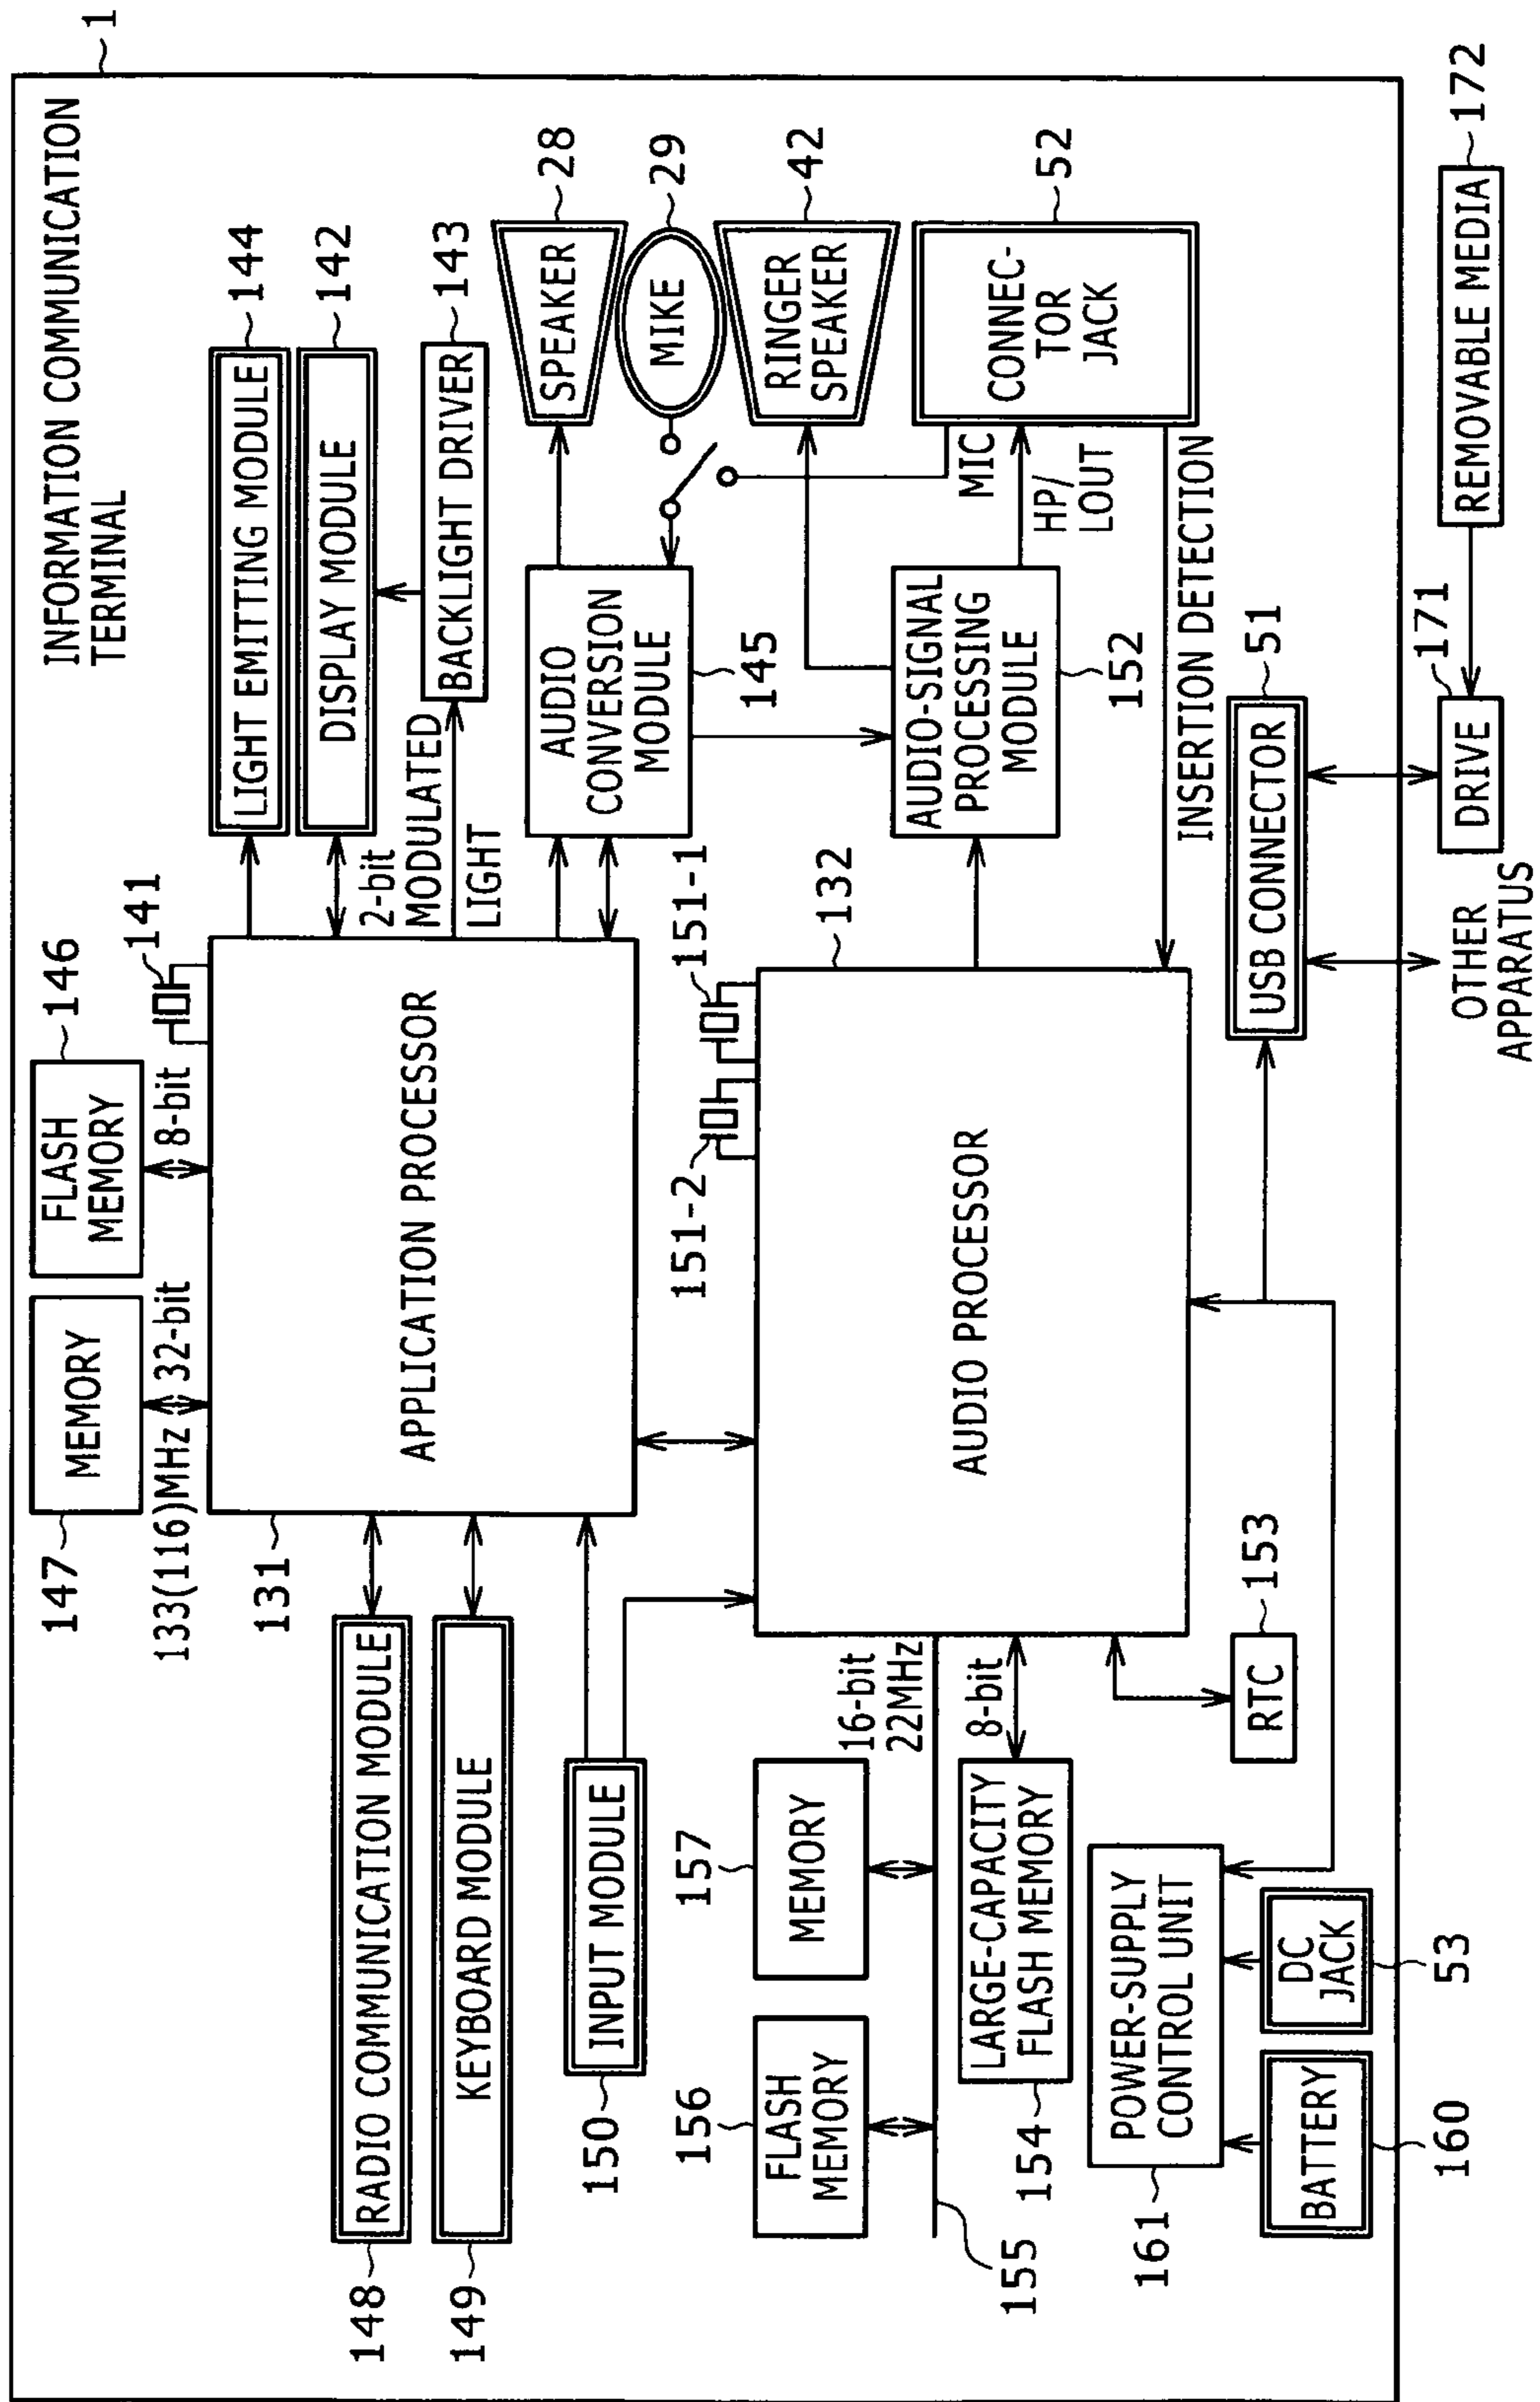 1
INFORMATION COMMUNICATION
TERMINAL
147
MEMORY
FLASH
MEMORY
146
133(116)MHz
32-bit
8-bit
141
131
APPLICATION PROCESSOR
148
RADIO COMMUNICATION MODULE
149
KEYBOARD MODULE
150
INPUT MODULE
LIGHT EMITTING MODULE
144
DISPLAY MODULE
142
2-bit
MODULATED
LIGHT
BACKLIGHT DRIVER
143
AUDIO
CONVERSION
MODULE
145
SPEAKER
28
MIKE
29
RINGER
SPEAKER
42
CONNEC-
TOR
JACK
52
MIC
HP/
LOUT
INSERTION DETECTION
AUDIO-SIGNAL
PROCESSING
MODULE
152
151-2
151-1
132
AUDIO PROCESSOR
156
FLASH
MEMORY
157
MEMORY
16-bit
22MHz
155
154
LARGE-CAPACITY
FLASH MEMORY
8-bit
RTC
153
161
POWER-SUPPLY
CONTROL UNIT
BATTERY
160
DC
JACK
53
USB CONNECTOR
51
OTHER
APPARATUS
DRIVE
171
REMOVABLE MEDIA
172